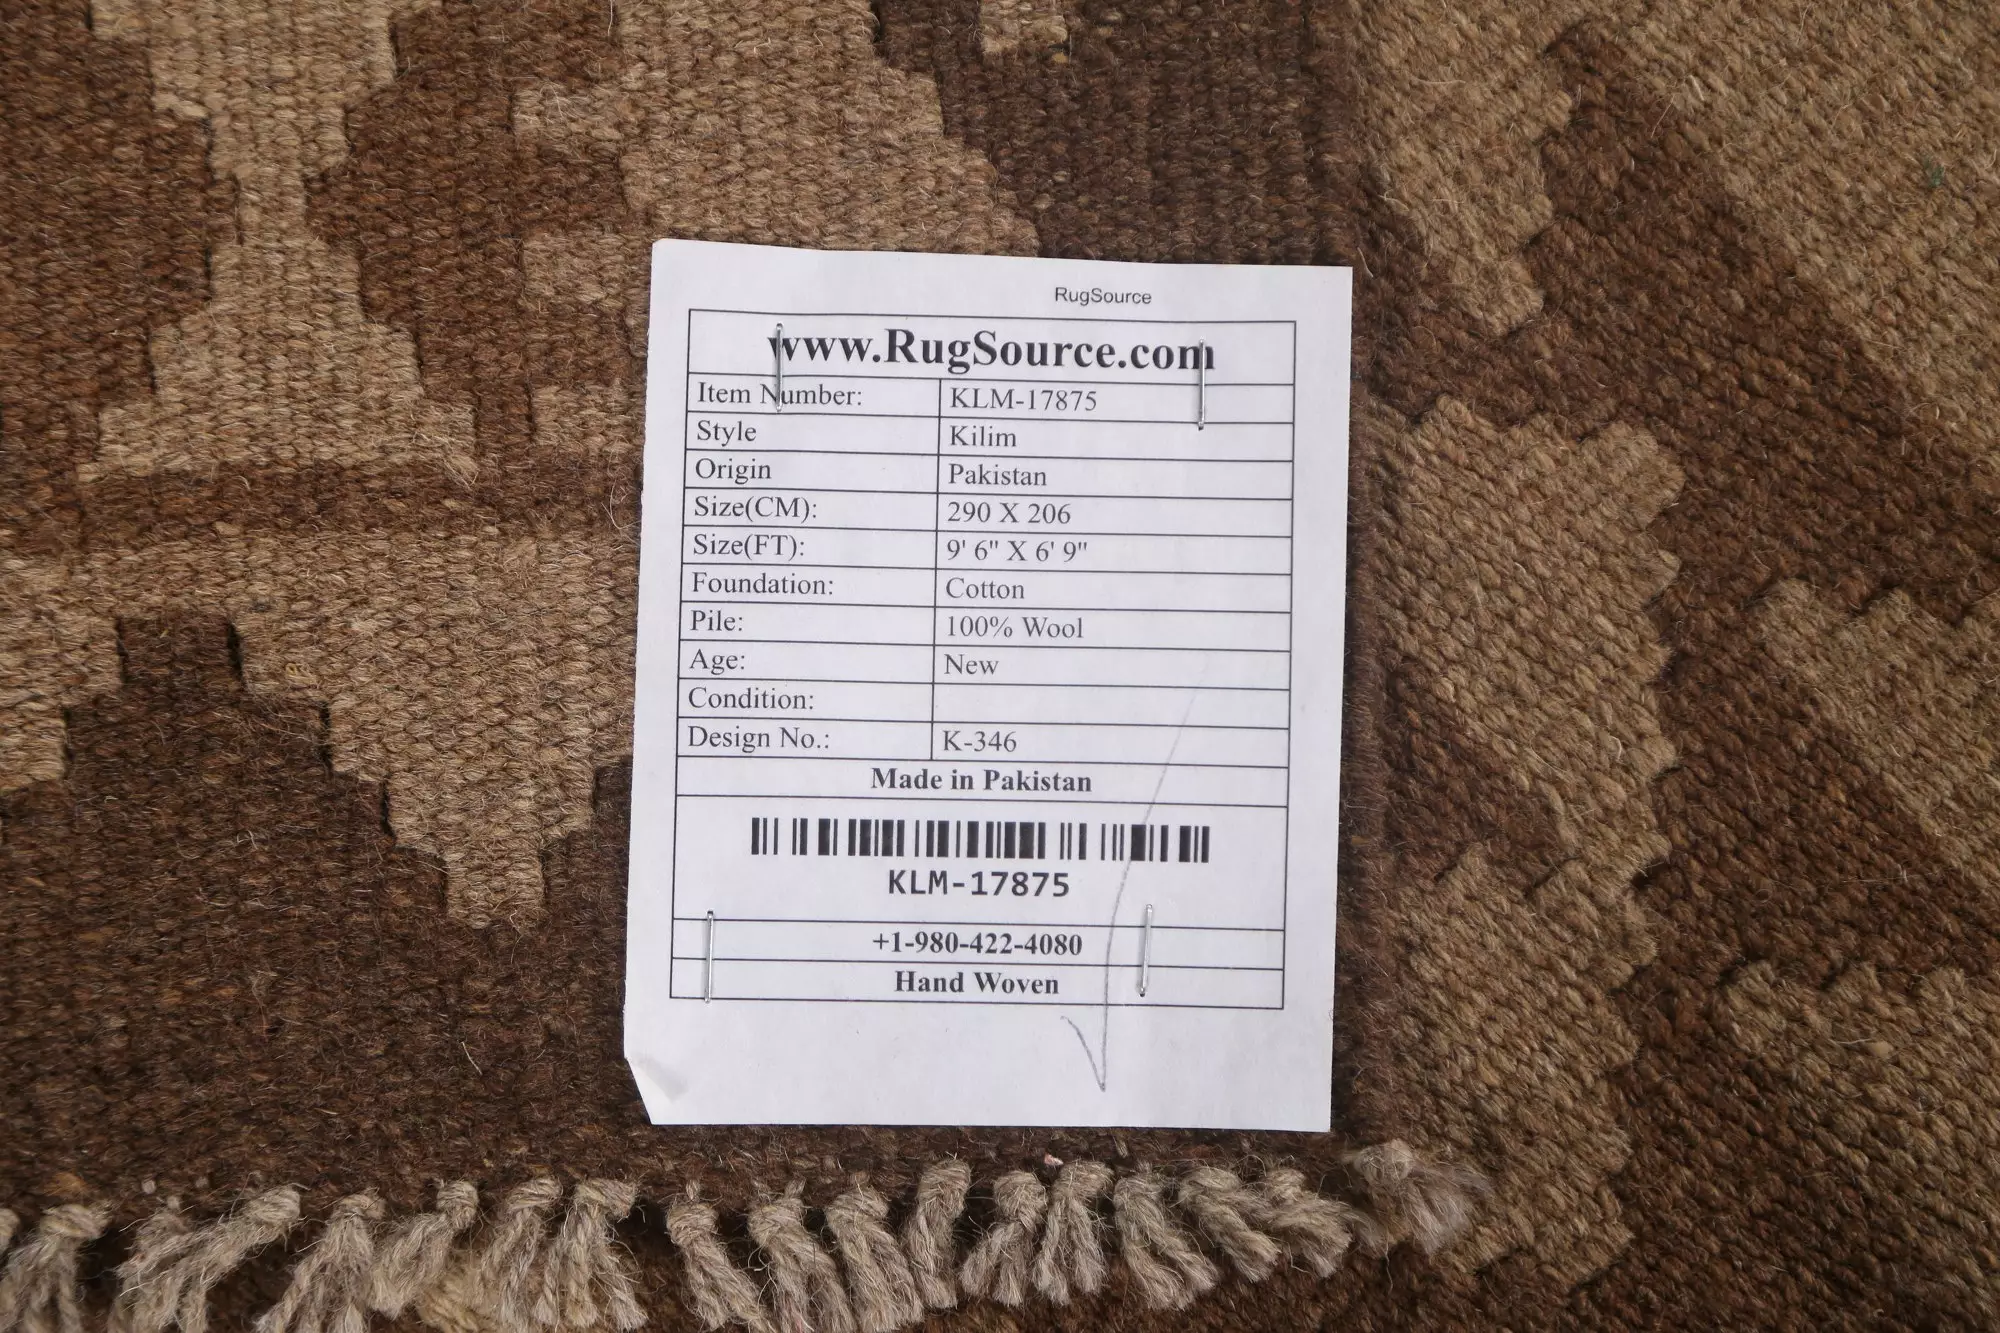 RugSource
www.RugSource.com
Item Number: KLM-17875
Style Kilim
Origin Pakistan
Size(CM): 290 X 206
Size(FT): 9' 6" X 6' 9"
Foundation: Cotton
Pile: 100% Wool
Age: New
Condition:
Design No.: K-346
Made in Pakistan
KLM-17875
+1-980-422-4080
Hand Woven